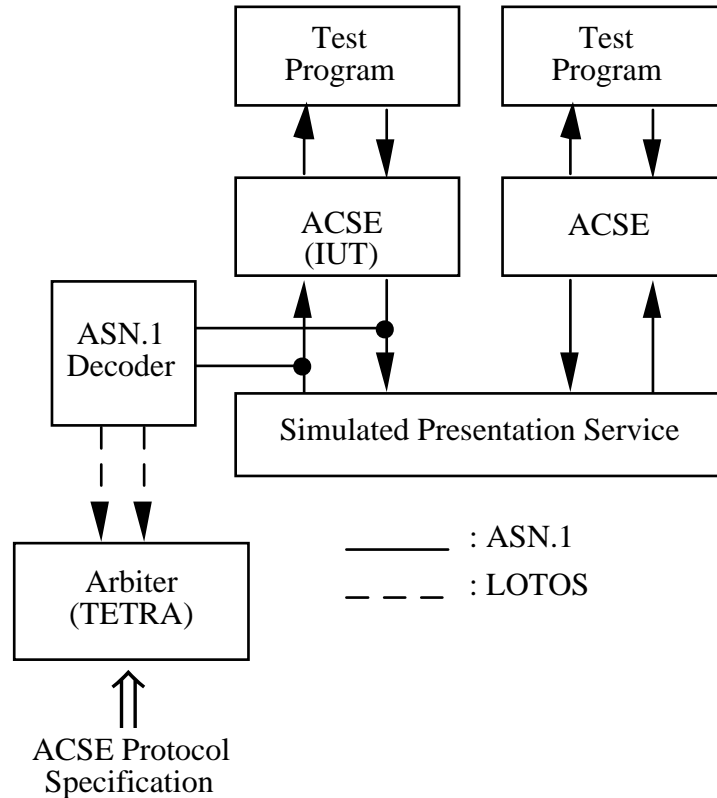 Test
Program
Test
Program
ACSE
(IUT)
ACSE
ASN.1
Decoder
Simulated Presentation Service
: ASN.1
: LOTOS
Arbiter
(TETRA)
ACSE Protocol
Specification